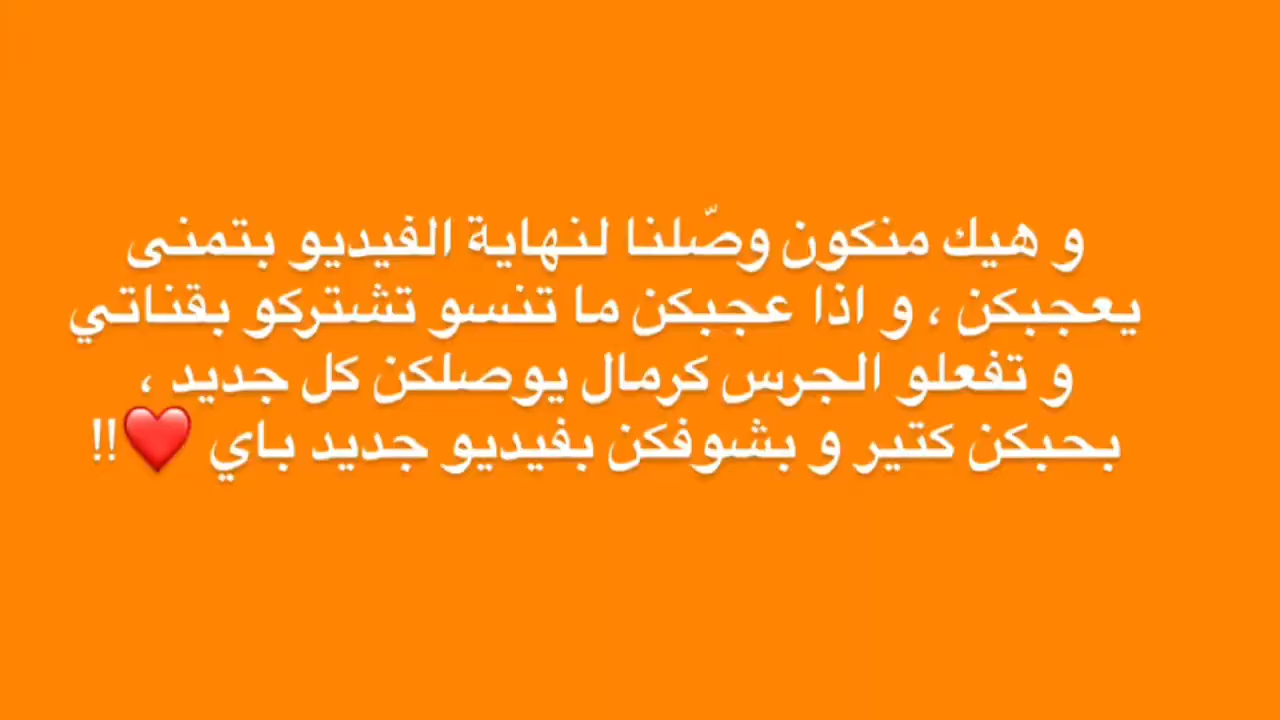 و هيك منكون وصّلنا لنهاية الفيديو بتمنى
يعجبكن ، و اذا عجبكن ما تنسو تشتركو بقناتي
و تفعلو الجرس كرمال يوصلكن كل جديد ،
بحبكن كتير و بشوفكن بفيديو جديد باي ❤️!!